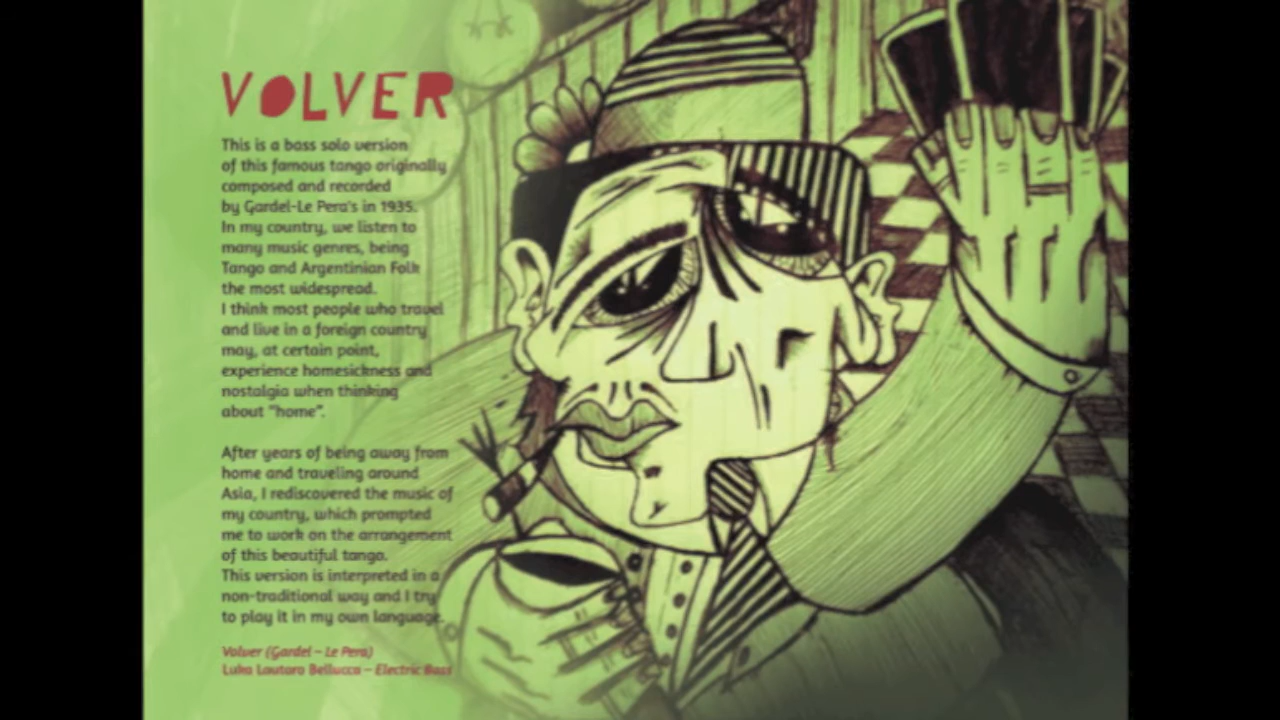 VOLVER
This is a bass solo version
of this famous tango originally
composed and recorded
by Gardel-Le Pera's in 1935.
In my country, we listen to
many music genres, being
Tango and Argentinian Folk
the most widespread.
I think most people who travel
and live in a foreign country
may, at certain point,
experience homesickness and
nostalgia when thinking
about "home".
After years of being away from
home and traveling around
Asia, I rediscovered the music of
my country, which prompted
me to work on the arrangement
of this beautiful tango.
This version is interpreted in a
non-traditional way and I try
to play it in my own language.
Volver (Gardel – Le Pera)
Luka Lautaro Bellucca – Electric Bass